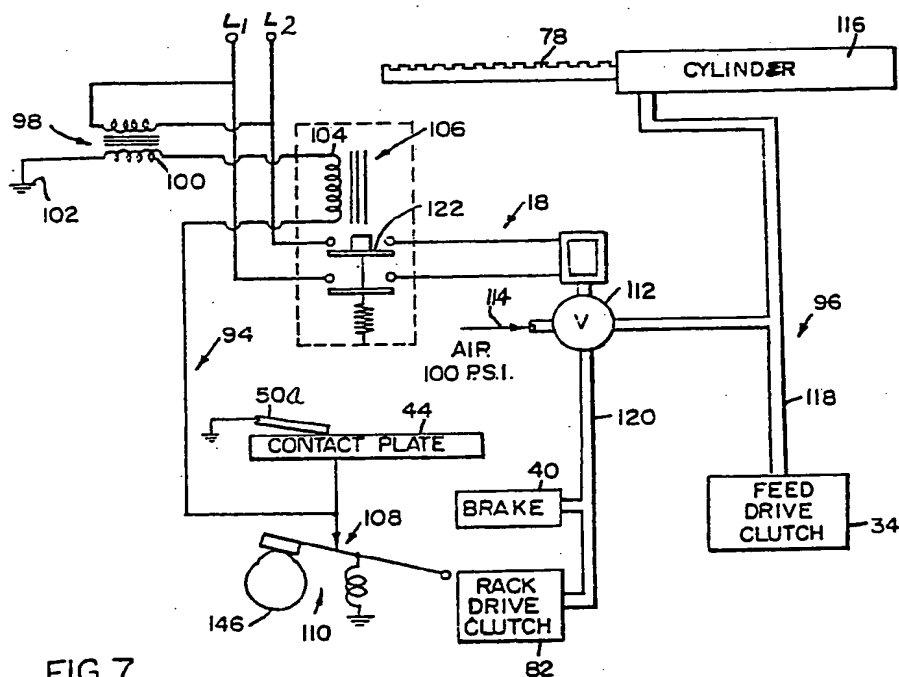 L1 L2
78
116
CYLINDER
98
104
106
100
102
122
18
112
114
V
96
AIR
100 P.S.I.
94
118
50a
44
120
CONTACT PLATE
40
BRAKE
FEED
DRIVE
CLUTCH
34
108
RACK
DRIVE
CLUTCH
146
110
82
FIG 7